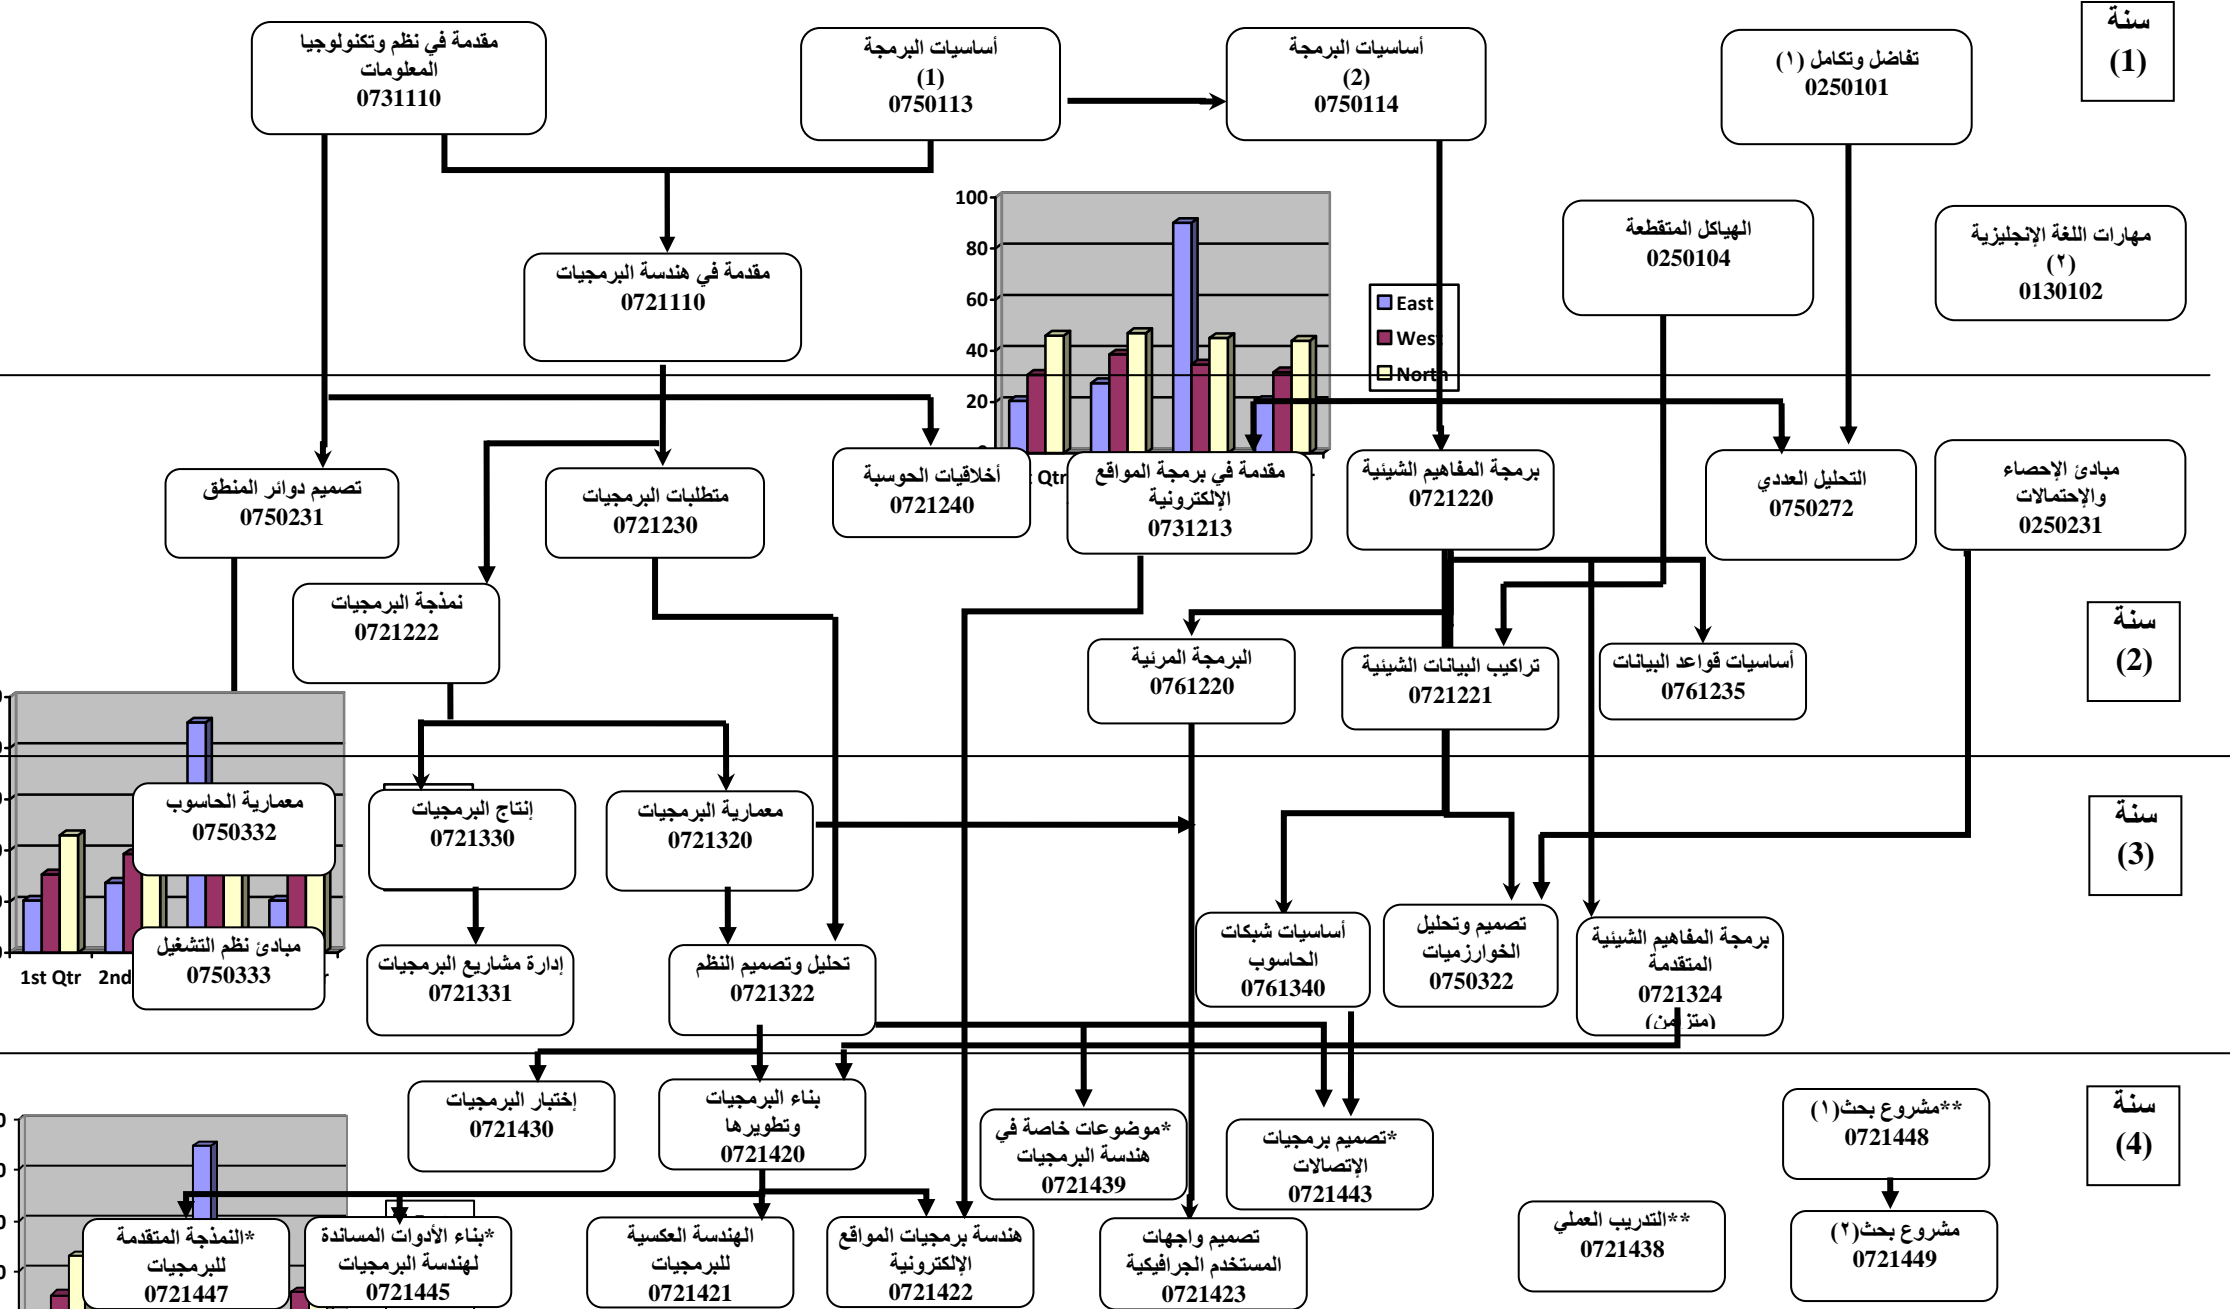 سنة
(1)
مقدمة في نظم وتكنولوجيا
المعلومات
0731110
أساسيات البرمجة
(1)
0750113
أساسيات البرمجة
(2)
0750114
تفاضل وتكامل (١)
0250101
مقدمة في هندسة البرمجيات
0721110
100
80
60
40
20
East
West
North
Qtr
الهياكل المتقطعة
0250104
مهارات اللغة الإنجليزية
(٢)
0130102
تصميم دوائر المنطق
0750231
متطلبات البرمجيات
0721230
أخلاقيات الحوسبة
0721240
مقدمة في برمجة المواقع
الإلكترونية
0731213
برمجة المفاهيم الشيئية
0721220
التحليل العددي
0750272
مبادئ الإحصاء
والإحتمالات
0250231
سنة
(2)
نمذجة البرمجيات
0721222
البرمجة المرئية
0761220
تراكيب البيانات الشيئية
0721221
أساسيات قواعد البيانات
0761235
سنة
(3)
معمارية الحاسوب
0750332
إنتاج البرمجيات
0721330
معمارية البرمجيات
0721320
1st Qtr 2nd
مبادئ نظم التشغيل
0750333
إدارة مشاريع البرمجيات
0721331
تحليل وتصميم النظم
0721322
أساسيات شبكات
الحاسوب
0761340
تصميم وتحليل
الخوارزميات
0750322
برمجة المفاهيم الشيئية
المتقدمة
0721324
(متزامن)
سنة
(4)
إختبار البرمجيات
0721430
بناء البرمجيات
وتطويرها
0721420
*موضوعات خاصة في
هندسة البرمجيات
0721439
*تصميم برمجيات
الإتصالات
0721443
**مشروع بحث(١)
0721448
*النمذجة المتقدمة
للبرمجيات
0721447
*بناء الأدوات المساندة
لهندسة البرمجيات
0721445
الهندسة العكسية
للبرمجيات
0721421
هندسة برمجيات المواقع
الإلكترونية
0721422
تصميم واجهات
المستخدم الجرافيكية
0721423
**التدريب العملي
0721438
مشروع بحث(٢)
0721449